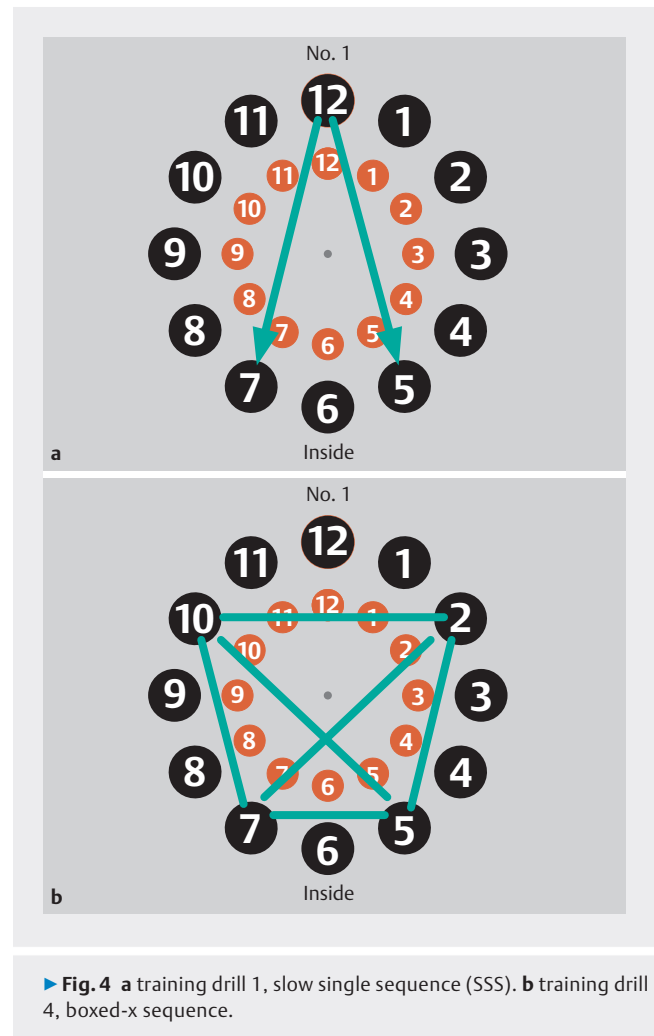 No. 1
12
11 1
10 2
12
11 1
10 2
9 9 3 3
8 4
8 7 5 4
6
7 5
6
a Inside
No. 1
12
11 1
12
10 11 1 2
10 2
9 9 3 3
8 4
8 7 5 4
6
7 5
6
b Inside
▶ Fig. 4 a training drill 1, slow single sequence (SSS). b training drill
4, boxed-x sequence.